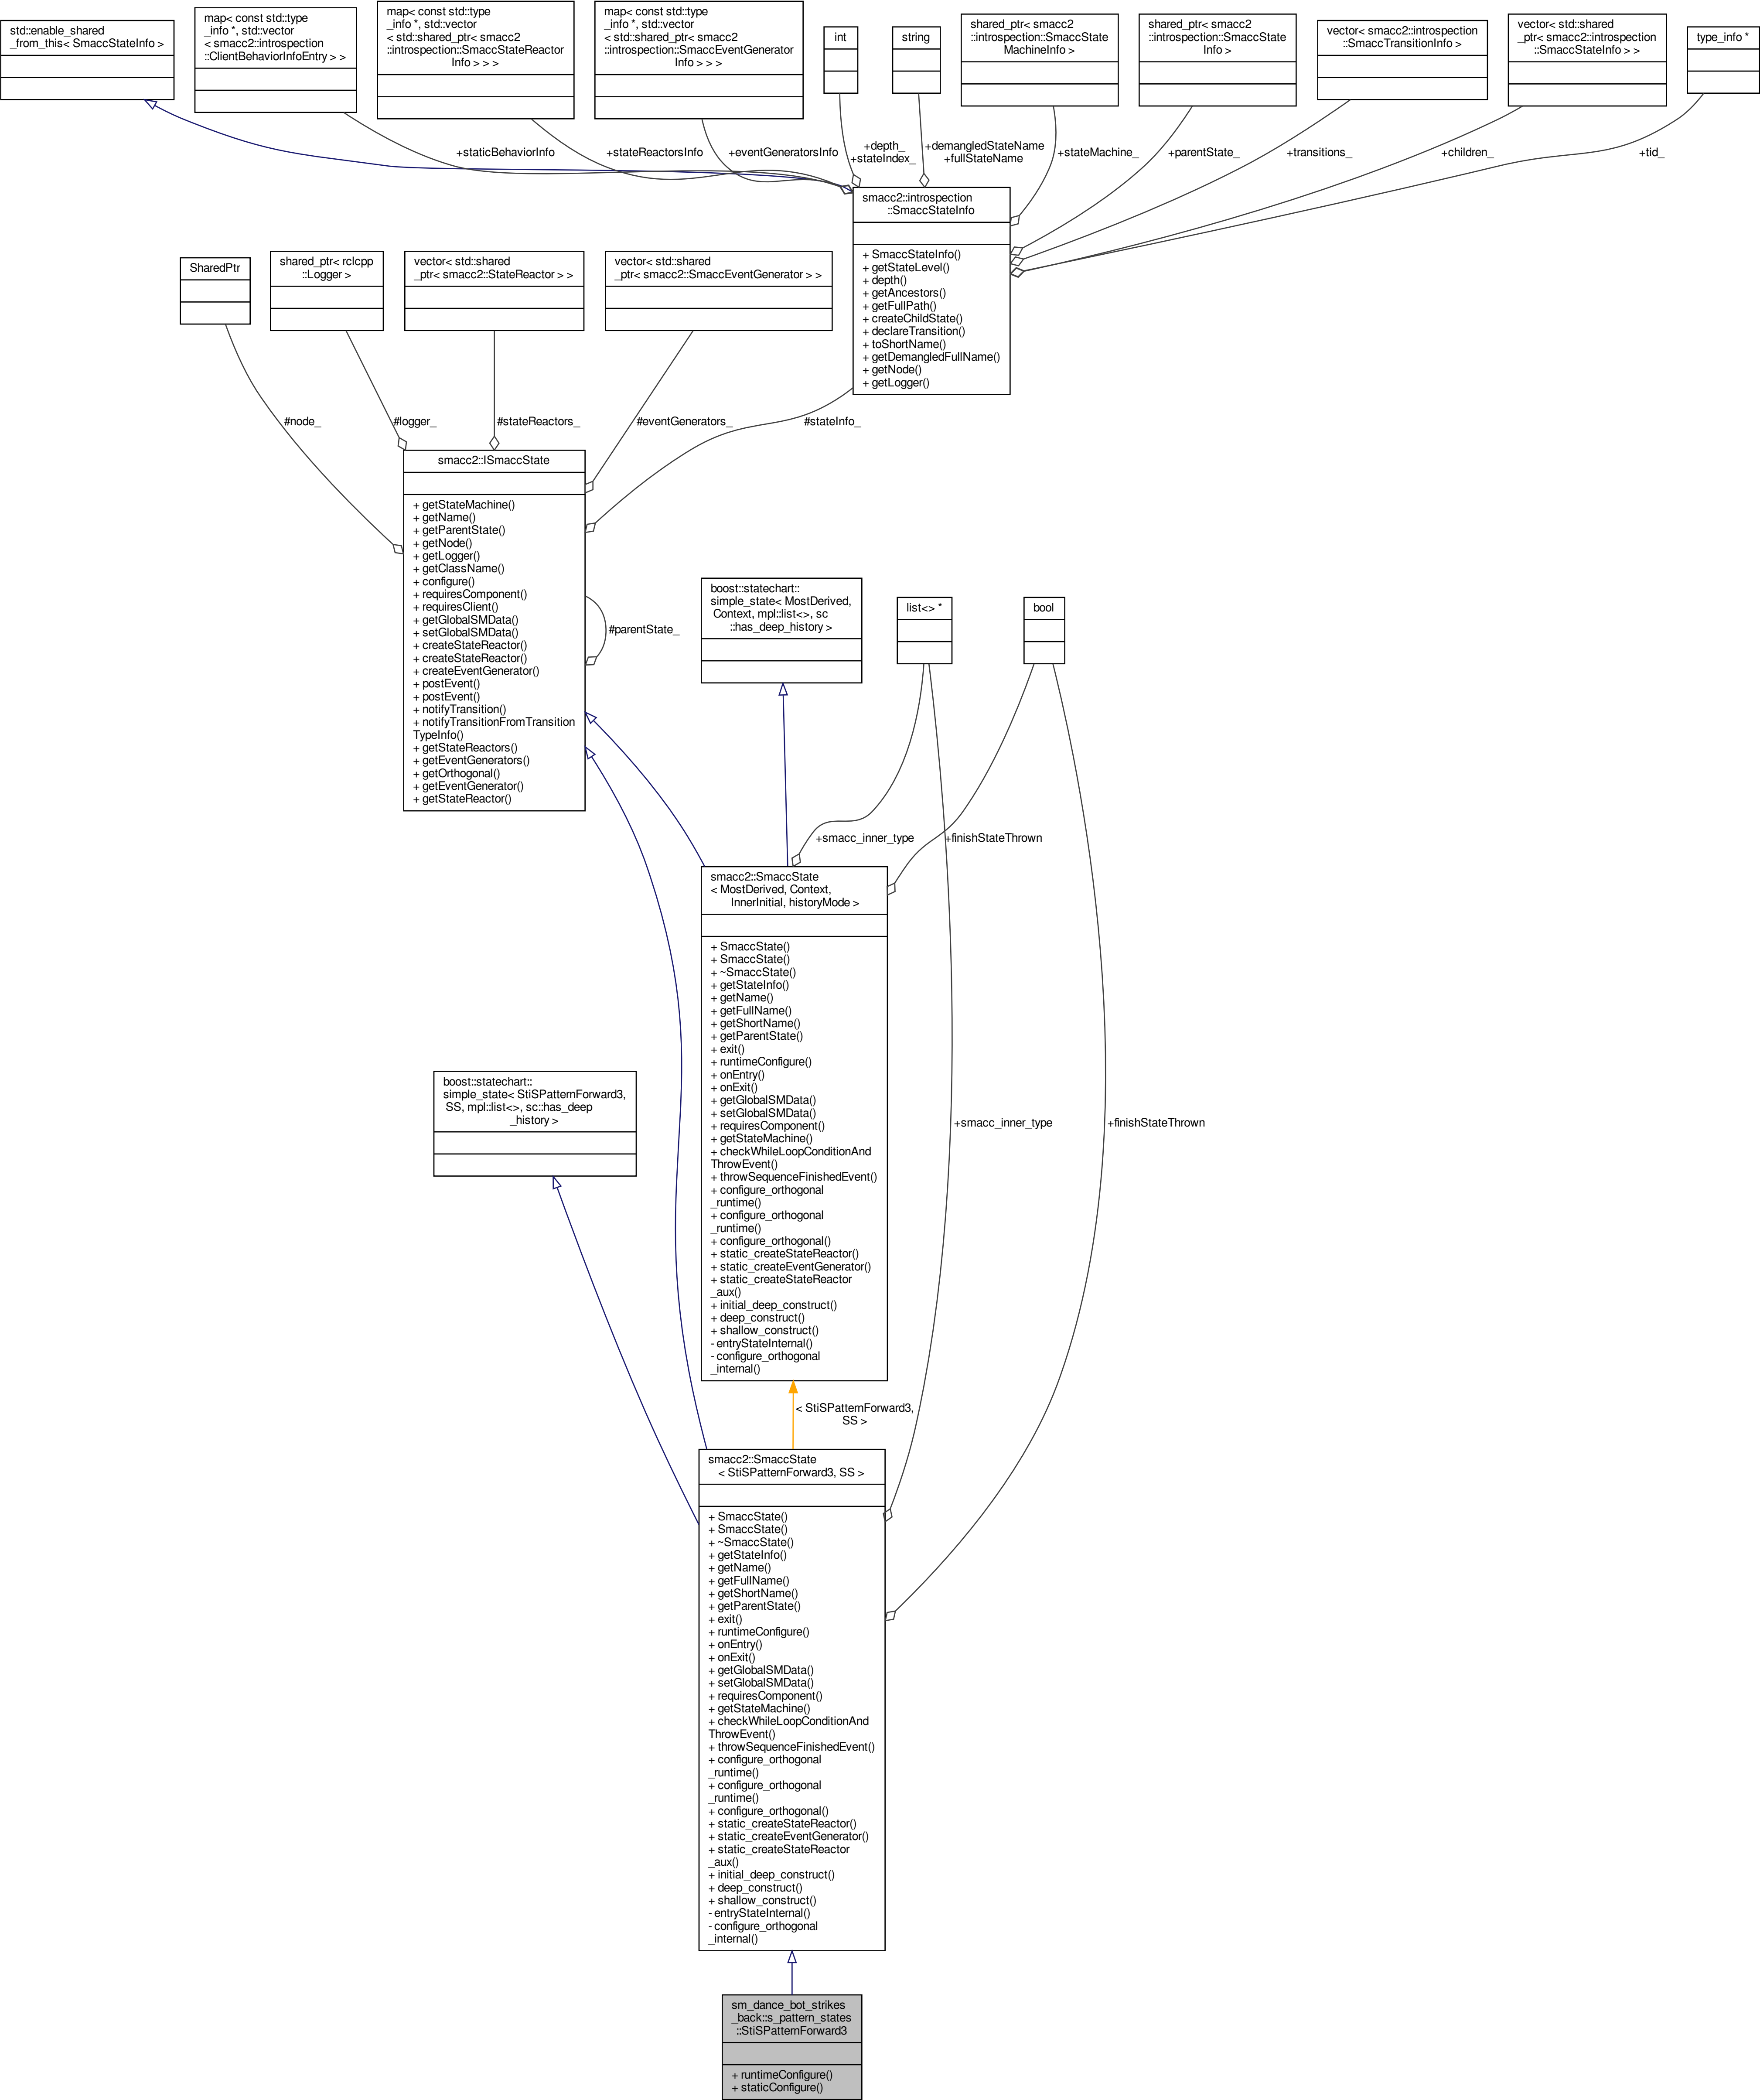 std::enable_shared
_from_this< SmaccStateInfo >
map< const std::type
_info *, std::vector
< smacc2::introspection
::ClientBehaviorInfoEntry > >
map< const std::type
_info *, std::vector
< std::shared_ptr< smacc2
::introspection::SmaccStateReactor
Info > > >
map< const std::type
_info *, std::vector
< std::shared_ptr< smacc2
::introspection::SmaccEventGenerator
Info > > >
int
string
shared_ptr< smacc2
::introspection::SmaccState
MachineInfo >
shared_ptr< smacc2
::introspection::SmaccState
Info >
vector< smacc2::introspection
::SmaccTransitionInfo >
vector< std::shared
_ptr< smacc2::introspection
::SmaccStateInfo > >
type_info *
+staticBehaviorInfo
+stateReactorsInfo
+eventGeneratorsInfo
+depth_
+stateIndex_
+demangledStateName
+fullStateName
+stateMachine_
+parentState_
+transitions_
+children_
+tid_
smacc2::introspection
::SmaccStateInfo
+ SmaccStateInfo()
+ getStateLevel()
+ depth()
+ getAncestors()
+ getFullPath()
+ createChildState()
+ declareTransition()
+ toShortName()
+ getDemangledFullName()
+ getNode()
+ getLogger()
SharedPtr
shared_ptr< rclcpp
::Logger >
vector< std::shared
_ptr< smacc2::StateReactor > >
vector< std::shared
_ptr< smacc2::SmaccEventGenerator > >
#node_
#logger_
#stateReactors_
#eventGenerators_
#stateInfo_
smacc2::ISmaccState
+ getStateMachine()
+ getName()
+ getParentState()
+ getNode()
+ getLogger()
+ getClassName()
+ configure()
+ requiresComponent()
+ requiresClient()
+ getGlobalSMData()
+ setGlobalSMData()
+ createStateReactor()
+ createStateReactor()
+ createEventGenerator()
+ postEvent()
+ postEvent()
+ notifyTransition()
+ notifyTransitionFromTransition
TypeInfo()
+ getStateReactors()
+ getEventGenerators()
+ getOrthogonal()
+ getEventGenerator()
+ getStateReactor()
#parentState_
boost::statechart::
simple_state< MostDerived,
Context, mpl::list<>, sc
::has_deep_history >
list<> *
bool
+smacc_inner_type
+finishStateThrown
smacc2::SmaccState
< MostDerived, Context,
InnerInitial, historyMode >
+ SmaccState()
+ SmaccState()
+ ~SmaccState()
+ getStateInfo()
+ getName()
+ getFullName()
+ getShortName()
+ getParentState()
+ exit()
+ runtimeConfigure()
+ onEntry()
+ onExit()
+ getGlobalSMData()
+ setGlobalSMData()
+ requiresComponent()
+ getStateMachine()
+ checkWhileLoopConditionAnd
ThrowEvent()
+ throwSequenceFinishedEvent()
+ configure_orthogonal
_runtime()
+ configure_orthogonal
_runtime()
+ configure_orthogonal()
+ static_createStateReactor()
+ static_createEventGenerator()
+ static_createStateReactor
_aux()
+ initial_deep_construct()
+ deep_construct()
+ shallow_construct()
- entryStateInternal()
- configure_orthogonal
_internal()
boost::statechart::
simple_state< StiSPatternForward3,
SS, mpl::list<>, sc::has_deep
_history >
+smacc_inner_type
+finishStateThrown
< StiSPatternForward3,
SS >
smacc2::SmaccState
< StiSPatternForward3, SS >
+ SmaccState()
+ SmaccState()
+ ~SmaccState()
+ getStateInfo()
+ getName()
+ getFullName()
+ getShortName()
+ getParentState()
+ exit()
+ runtimeConfigure()
+ onEntry()
+ onExit()
+ getGlobalSMData()
+ setGlobalSMData()
+ requiresComponent()
+ getStateMachine()
+ checkWhileLoopConditionAnd
ThrowEvent()
+ throwSequenceFinishedEvent()
+ configure_orthogonal
_runtime()
+ configure_orthogonal
_runtime()
+ configure_orthogonal()
+ static_createStateReactor()
+ static_createEventGenerator()
+ static_createStateReactor
_aux()
+ initial_deep_construct()
+ deep_construct()
+ shallow_construct()
- entryStateInternal()
- configure_orthogonal
_internal()
sm_dance_bot_strikes
_back::s_pattern_states
::StiSPatternForward3
+ runtimeConfigure()
+ staticConfigure()